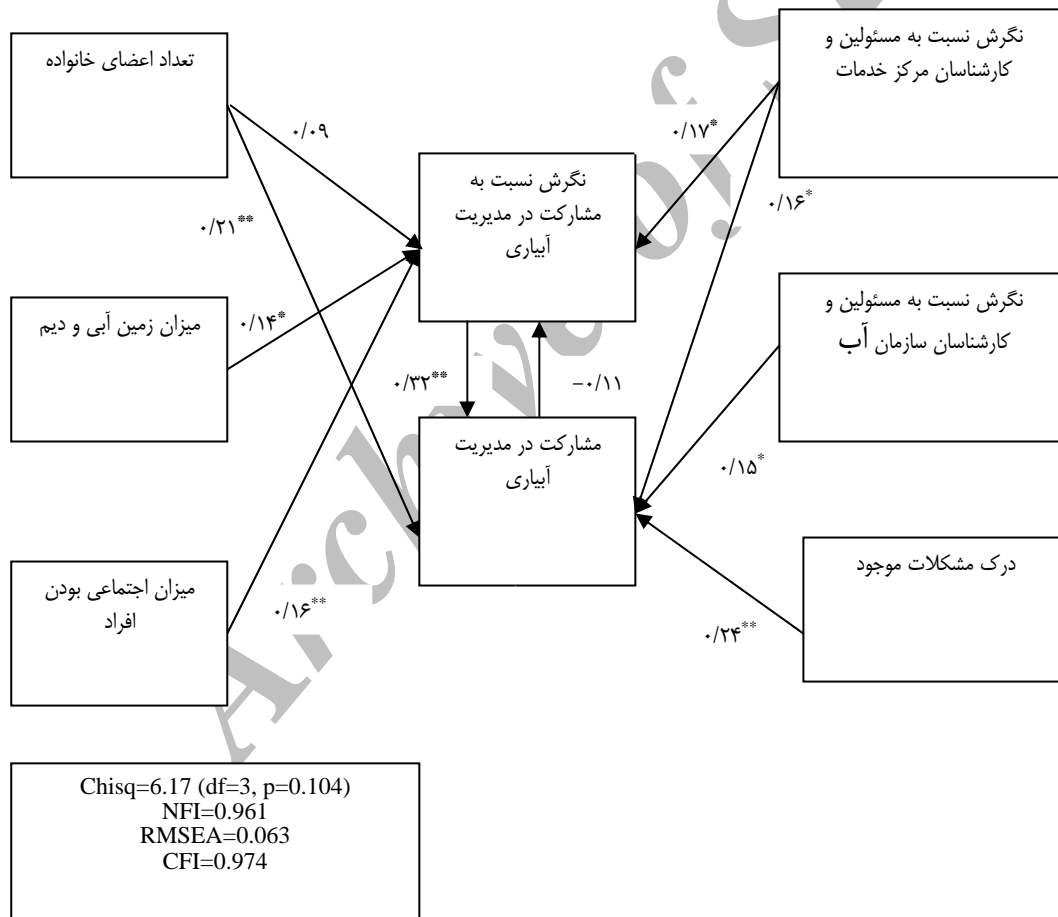 نگرش نسبت به مسئولین و
کارشناسان مرکز خدمات
تعداد اعضای خانواده
۰/۰۹
۰/۱۷*
نگرش نسبت به
مشارکت در مدیریت
آبیاری
۰/۱۶*
۰/۲۱**
نگرش نسبت به مسئولین و
کارشناسان سازمان آب
میزان زمین آبی و دیم
۰/۱۴*
۰/۳۲**
-۰/۱۱
مشارکت در مدیریت
آبیاری
۰/۱۵*
درک مشکلات موجود
میزان اجتماعی بودن
افراد
۰/۱۶**
۰/۲۴**
Chisq=6.17 (df=3, p=0.104)
NFI=0.961
RMSEA=0.063
CFI=0.974
Archive of S